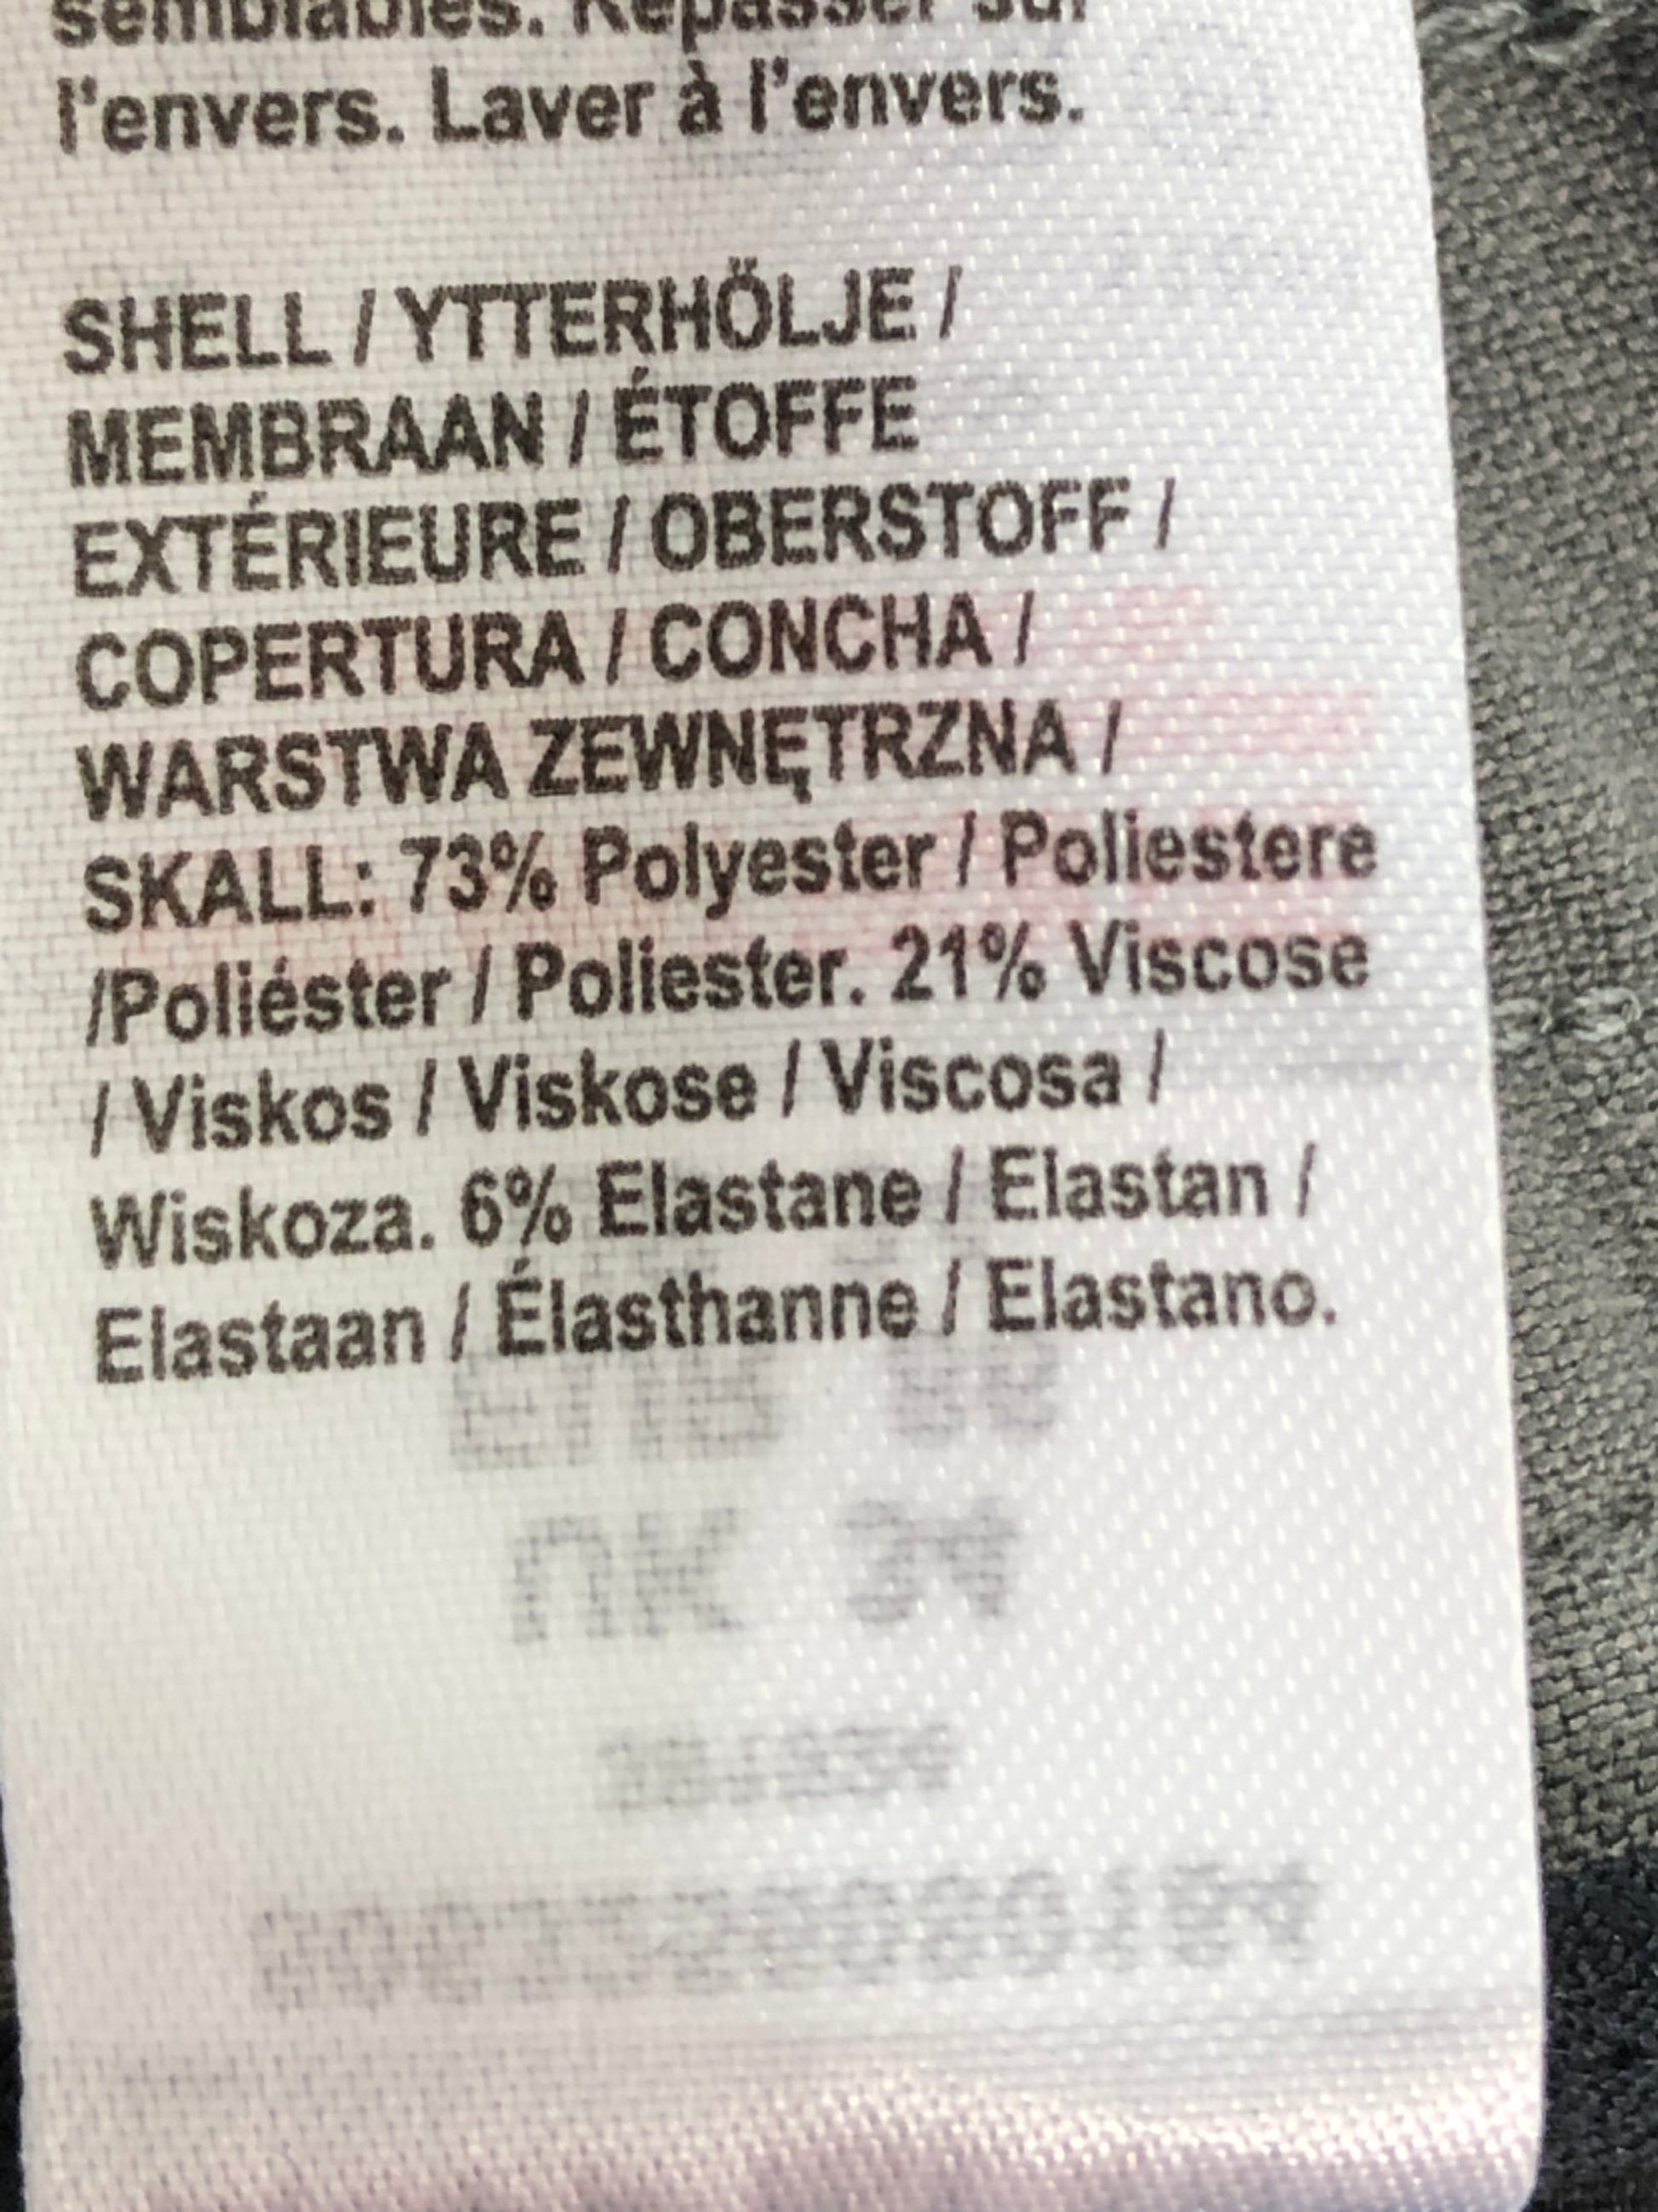 semblables. Repasser sur
l'envers. Laver à l'envers.
SHELL / YTTERHÖLJE /
MEMBRAAN / ÉTOFFE
EXTÉRIEURE / OBERSTOFF /
COPERTURA / CONCHA /
WARSTWA ZEWNĘTRZNA /
SKALL: 73% Polyester / Poliestere
/Poliéster / Poliester. 21% Viscose
/ Viskos / Viskose / Viscosa /
Wiskoza. 6% Elastane / Elastan /
Elastaan / Élasthanne / Elastano.